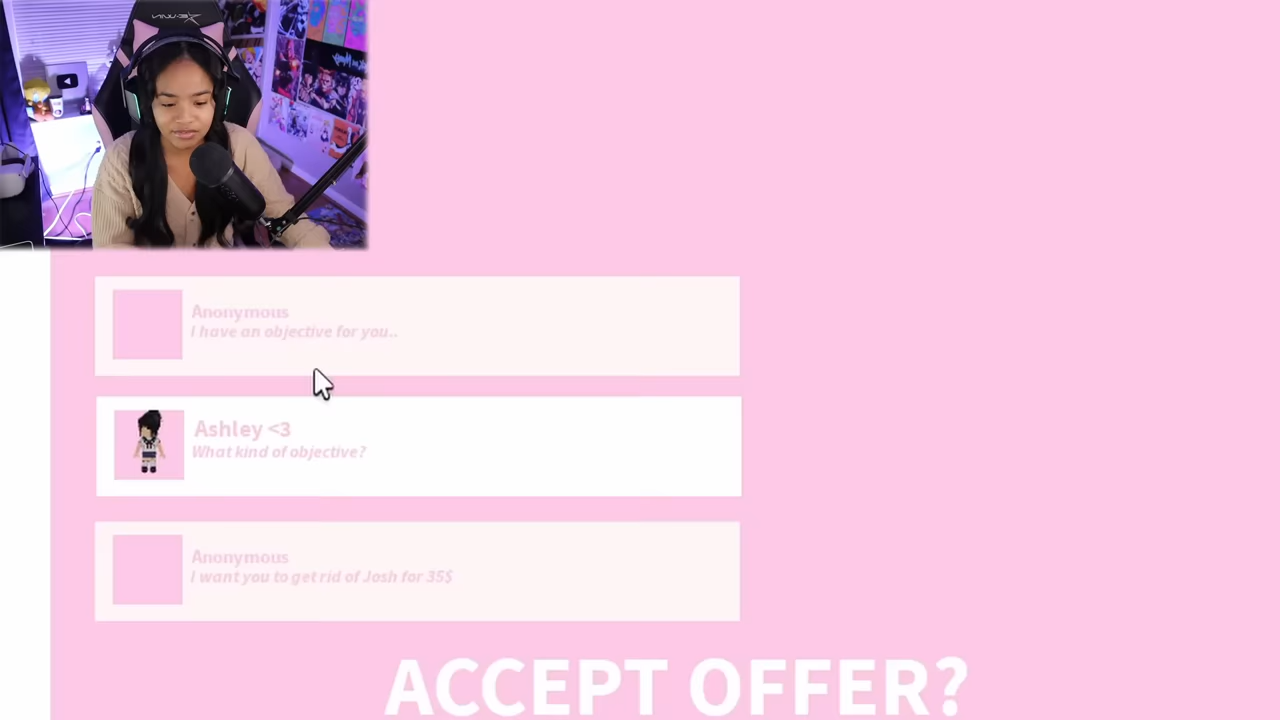 Anonymous
I have an objective for you..
Ashley <3
What kind of objective?
Anonymous
I want you to get rid of Josh for 35$
ACCEPT OFFER?